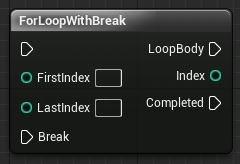 ForLoopWithBreak
LoopBody
FirstIndex
Index
LastIndex
Completed
Break